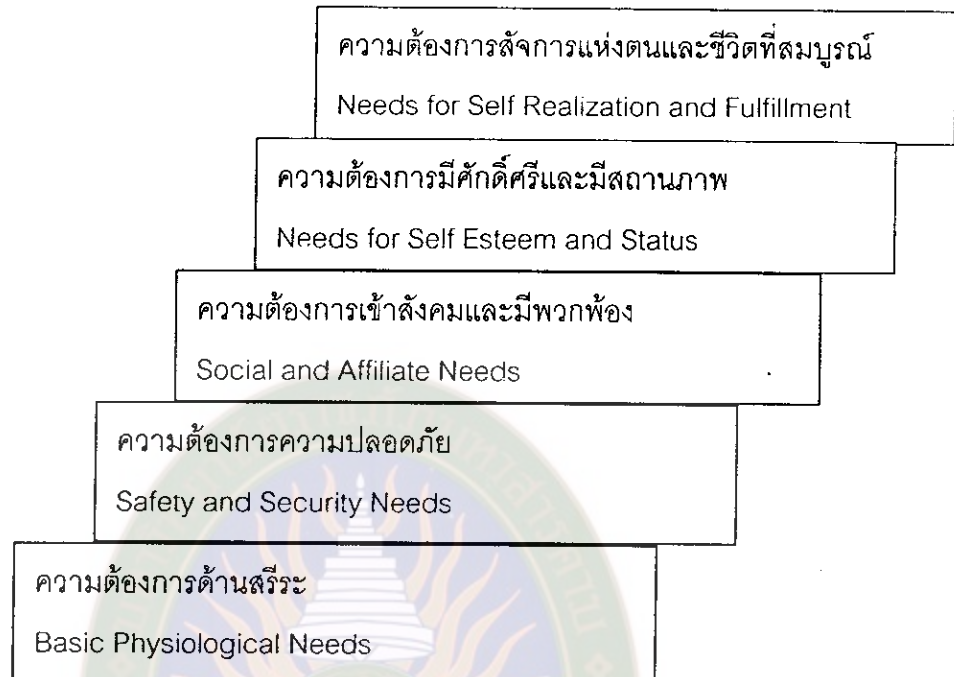 ความต้องการสัจการแห่งตนและชีวิตที่สมบูรณ์
Needs for Self Realization and Fulfillment
ความต้องการมีศักดิ์ศรีและมีสถานภาพ
Needs for Self Esteem and Status
ความต้องการเข้าสังคมและมีพวกพ้อง
Social and Affiliate Needs
ความต้องการความปลอดภัย
Safety and Security Needs
ความต้องการด้านสรีระ
Basic Physiological Needs